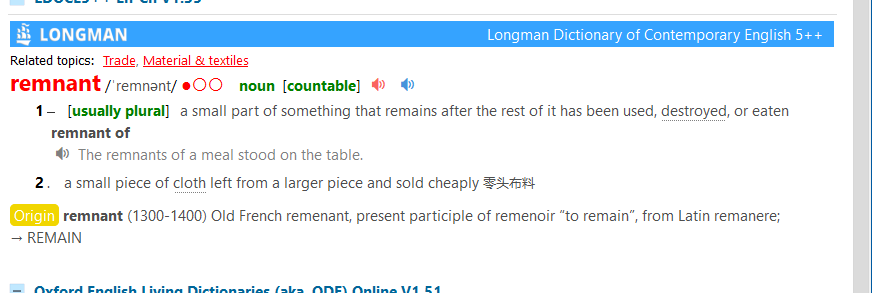 LONGMAN Longman Dictionary of Contemporary English 5++
Related topics: Trade, Material & textiles
remnant /ˈremnənt/ ●○○ noun [countable]
1 – [usually plural] a small part of something that remains after the rest of it has been used, destroyed, or eaten
remnant of
The remnants of a meal stood on the table.
2 . a small piece of cloth left from a larger piece and sold cheaply 零头布料
Origin remnant (1300-1400) Old French remenant, present participle of remenoir “to remain”, from Latin remanere;
→ REMAIN
Oxford English Living Dictionaries (aka. ODE) Online V1.51